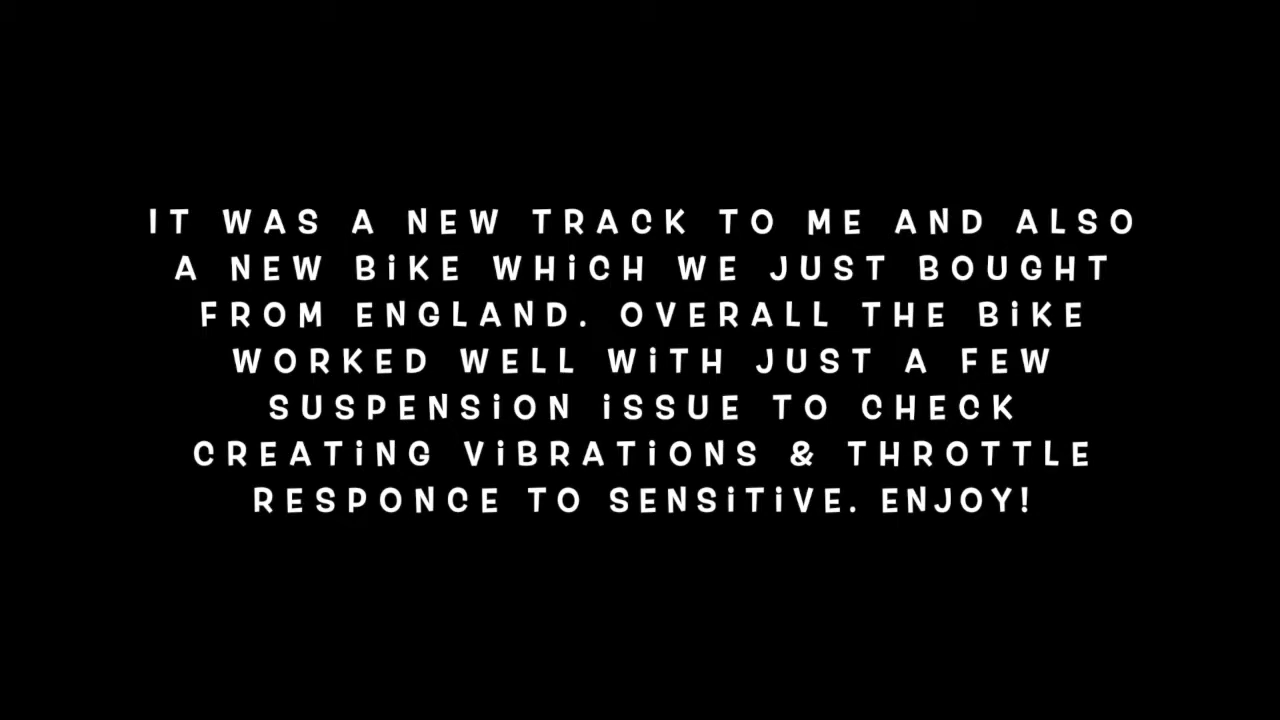 IT WAS A NEW TRACK TO ME AND ALSO
A NEW BiKE WHiCH WE JUST BOUGHT
FROM ENGLAND. OVERALL THE BiKE
WORKED WELL WiTH JUST A FEW
SUSPENSiON iSSUE TO CHECK
CREATiNG ViBRATiONS & THROTTLE
RESPONCE TO SENSiTiVE. ENJOY!